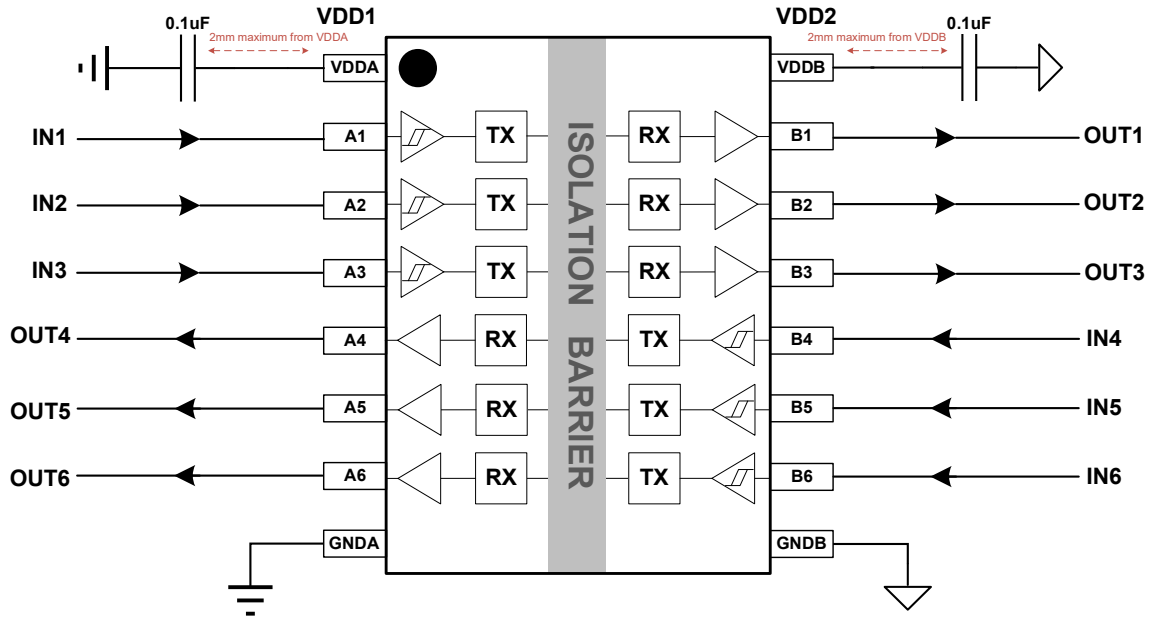 VDD1 VDD2
0.1uF 0.1uF
2mm maximum from VDDA 2mm maximum from VDDB
VDDA VDDB
IN1 A1 TX RX B1 OUT1
IN2 A2 TX RX B2 OUT2
IN3 A3 TX RX B3 OUT3
OUT4 A4 RX TX B4 IN4
OUT5 A5 RX TX B5 IN5
OUT6 A6 RX TX B6 IN6
GNDA GNDB
ISOLATION BARRIER